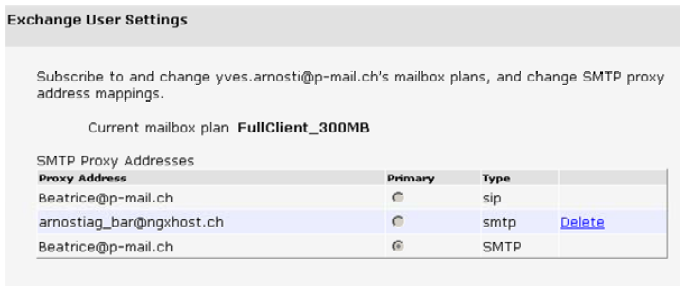 Exchange User Settings
Subscribe to and change yves.arnosti@p-mail.ch's mailbox plans, and change SMTP proxy
address mappings.
Current mailbox plan FullClient_300MB
SMTP Proxy Addresses
Proxy Address Primary Type
Beatrice@p-mail.ch sip
arnostiag_bar@ngxhost.ch smtp Delete
Beatrice@p-mail.ch SMTP